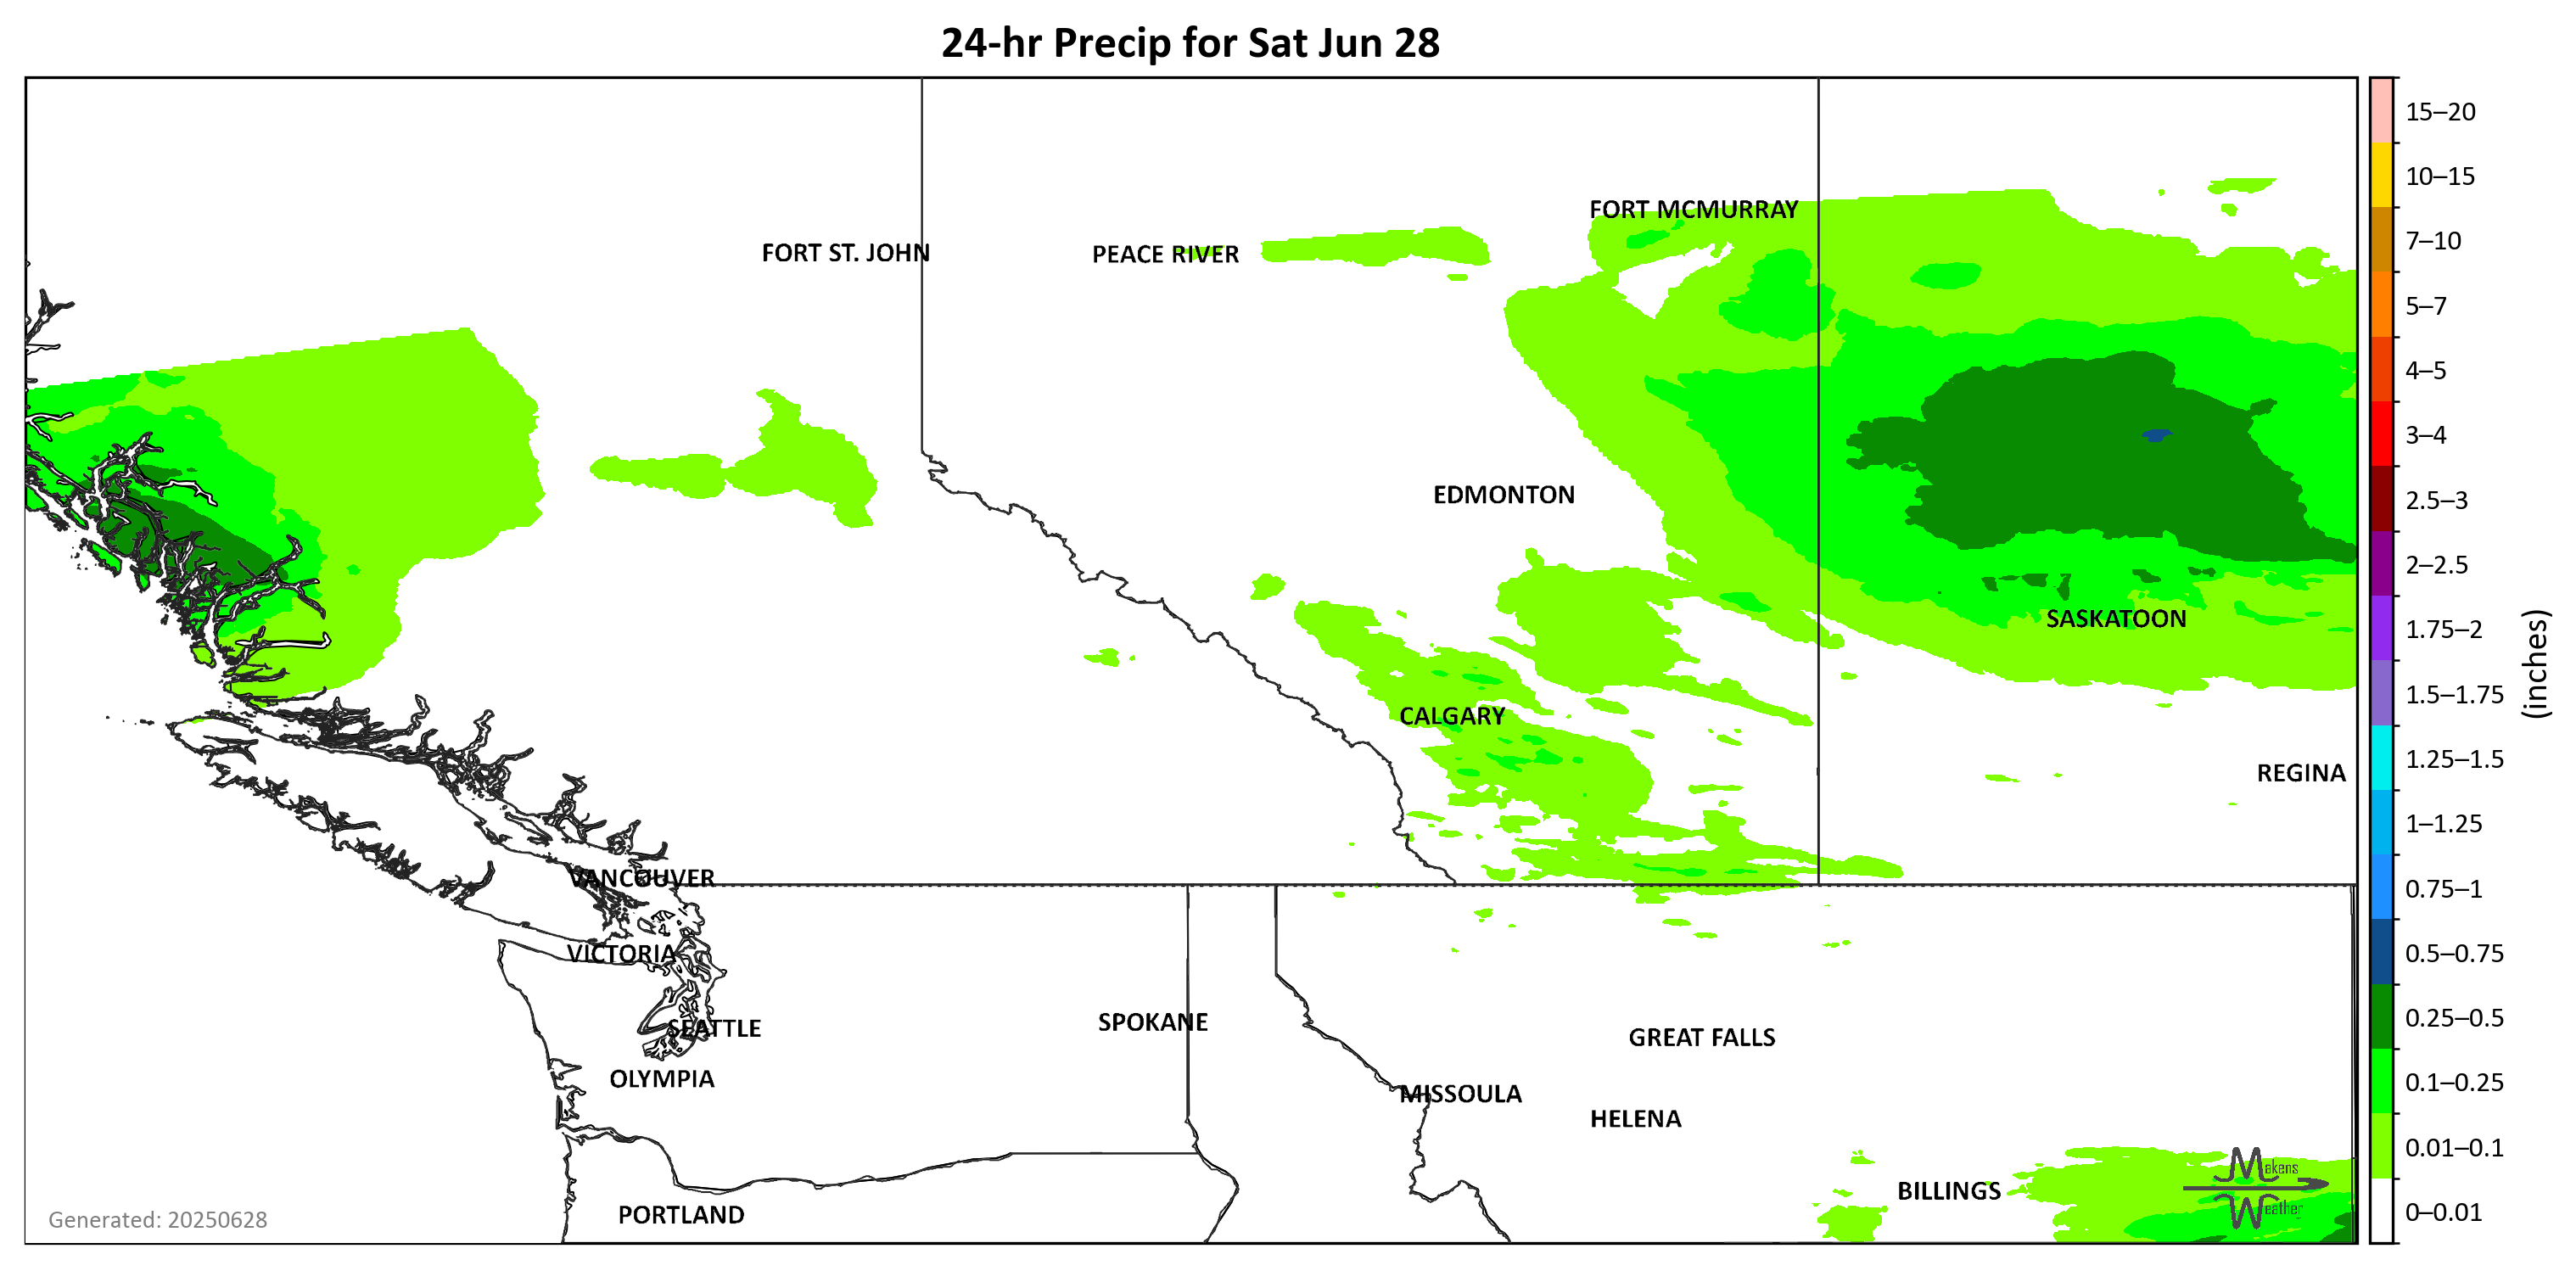 24-hr Precip for Sat Jun 28
15–20
10–15
7–10
5–7
4–5
3–4
2.5–3
2–2.5
1.75–2
1.5–1.75
1.25–1.5
1–1.25
0.75–1
0.5–0.75
0.25–0.5
0.1–0.25
0.01–0.1
0–0.01
(inches)
FORT MCMURRAY
FORT ST. JOHN
PEACE RIVER
EDMONTON
SASKATOON
CALGARY
REGINA
VANCOUVER
VICTORIA
SEATTLE
SPOKANE
GREAT FALLS
OLYMPIA
MISSOULA
HELENA
BILLINGS
PORTLAND
Makens
Weather
Generated: 20250628